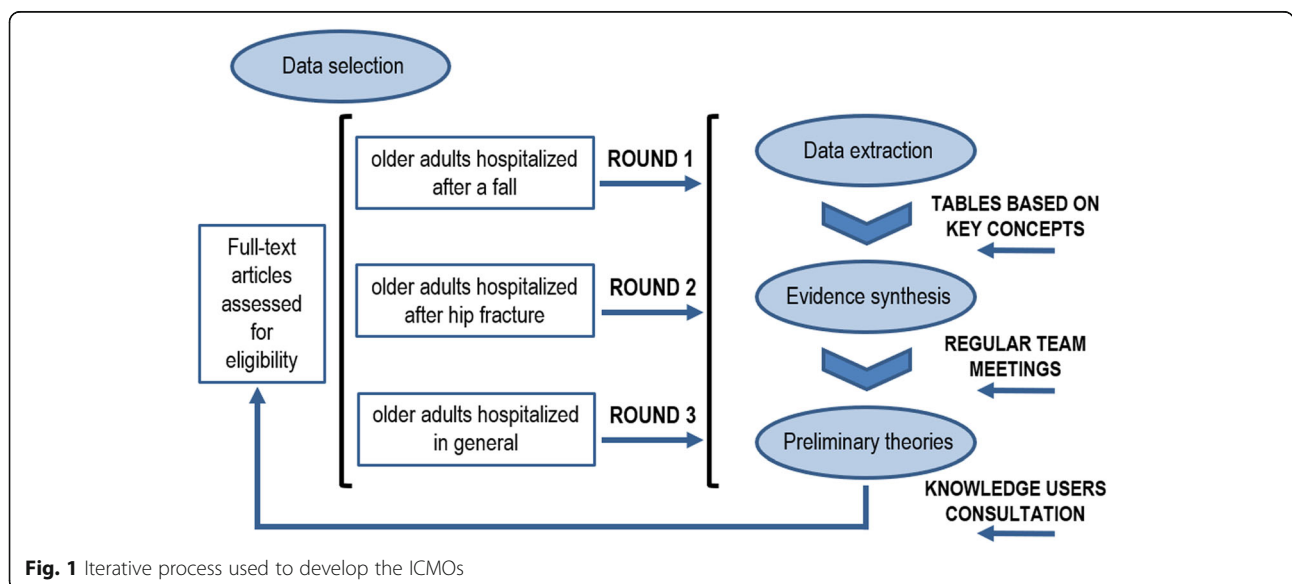 Data selection
Full-text
articles
assessed
for
eligibility
older adults hospitalized
after a fall
ROUND 1
older adults hospitalized
after hip fracture
ROUND 2
older adults hospitalized
in general
ROUND 3
Data extraction
TABLES BASED ON
KEY CONCEPTS
Evidence synthesis
REGULAR TEAM
MEETINGS
Preliminary theories
KNOWLEDGE USERS
CONSULTATION
Fig. 1 Iterative process used to develop the ICMOs